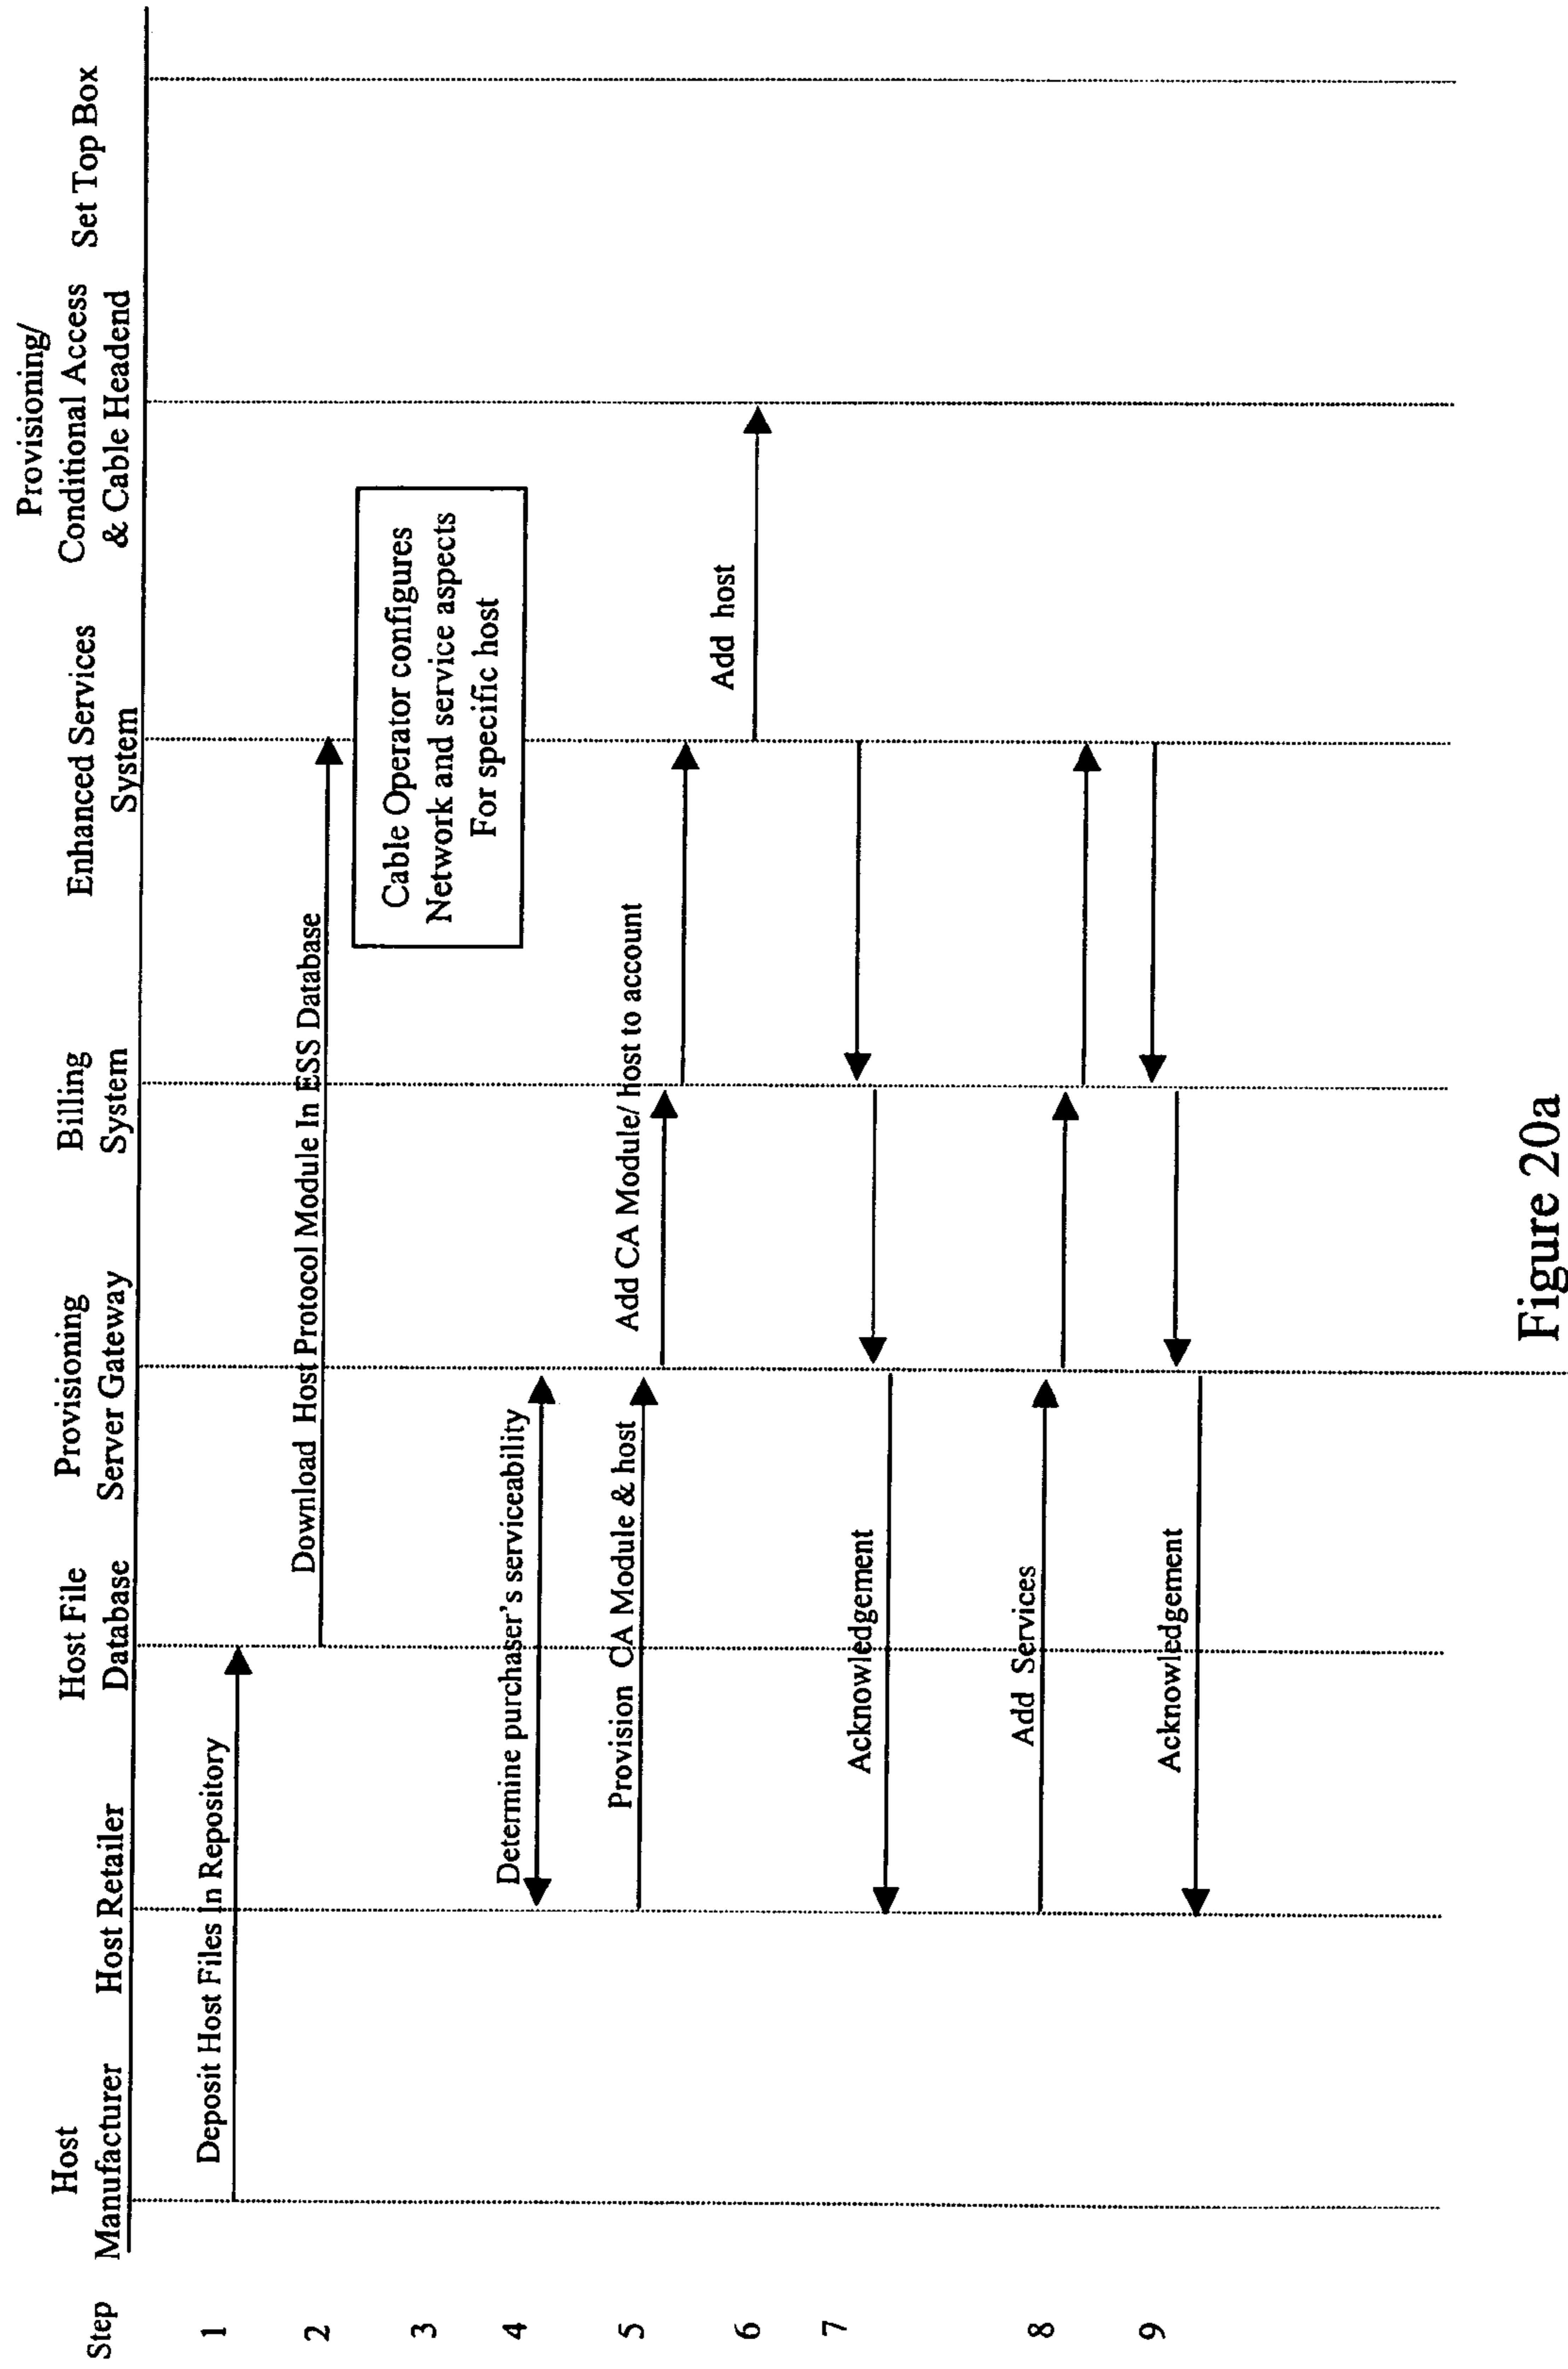 Step
Host
Manufacturer
Host Retailer
Host File
Database
Provisioning
Server Gateway
Billing
System
Enhanced Services
System
Provisioning/
Conditional Access
& Cable Headend
Set Top Box
1
Deposit Host Files In Repository
2
Download Host Protocol Module In ESS Database
3
Cable Operator configures
Network and service aspects
For specific host
4
Determine purchaser's serviceability
5
Provision CA Module & host
Add CA Module/ host to account
6
Add host
7
Acknowledgement
8
Add Services
9
Acknowledgement
Figure 20a